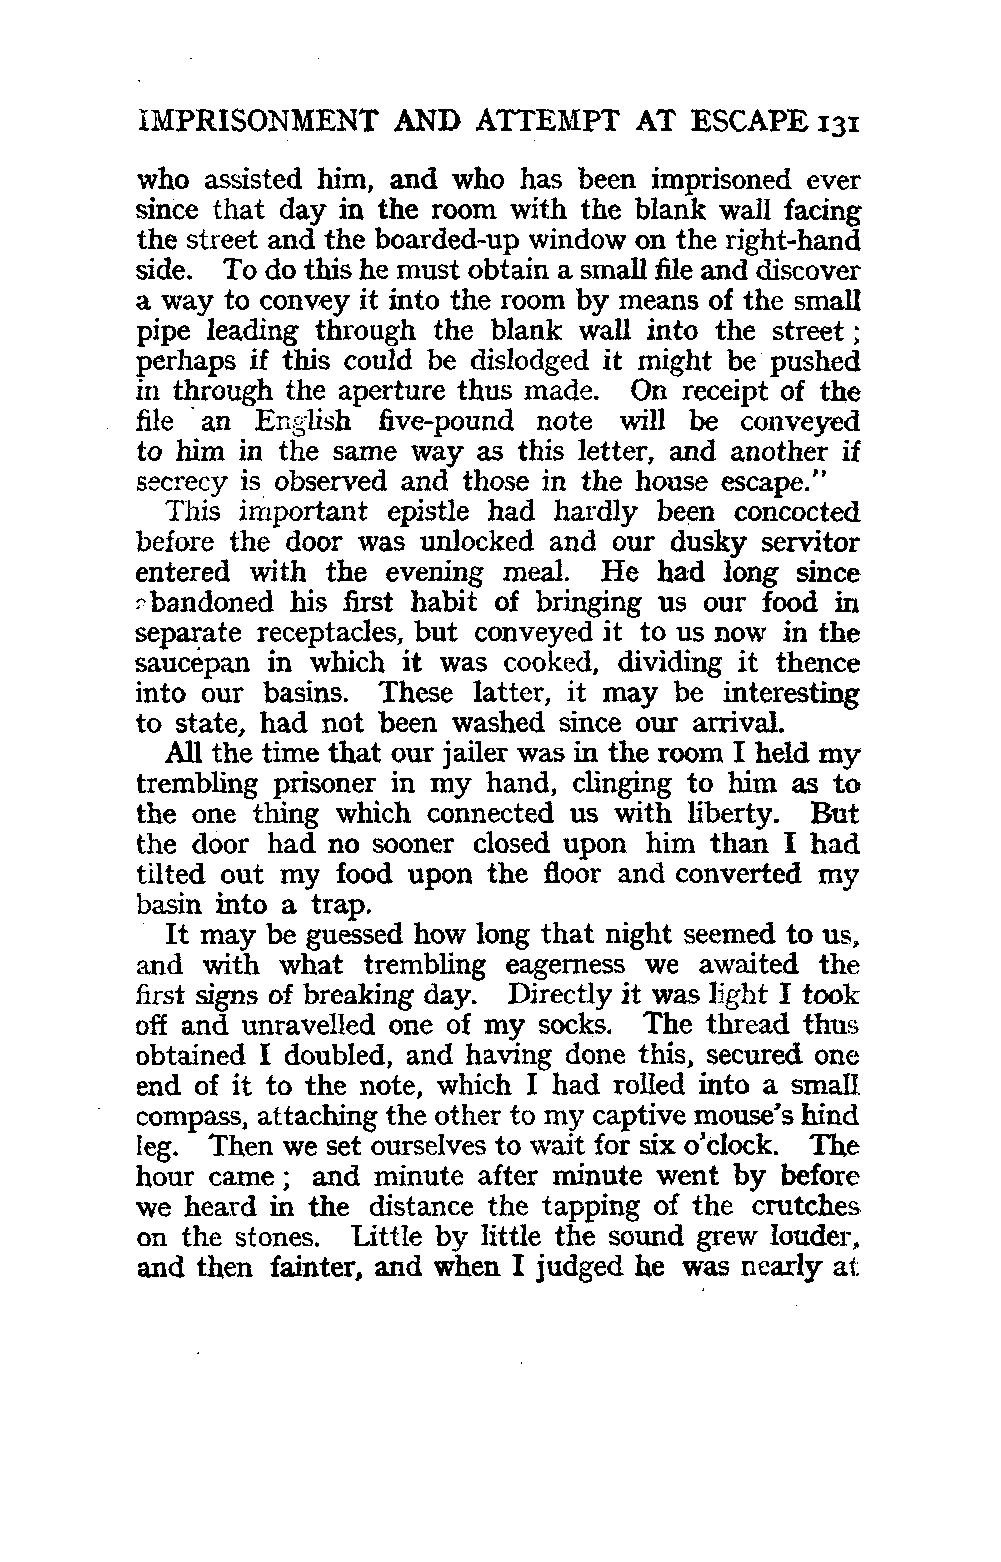 IMPRISONMENT AND ATTEMPT AT ESCAPE 131
who assisted him, and who has been imprisoned ever
since that day in the room with the blank wall facing
the street and the boarded-up window on the right-hand
side. To do this he must obtain a small file and discover
a way to convey it into the room by means of the small
pipe leading through the blank wall into the street ;
perhaps if this could be dislodged it might be pushed
in through the aperture thus made. On receipt of the
file an English five-pound note will be conveyed
to him in the same way as this letter, and another if
secrecy is observed and those in the house escape."
This important epistle had hardly been concocted
before the door was unlocked and our dusky servitor
entered with the evening meal. He had long since
abandoned his first habit of bringing us our food in
separate receptacles, but conveyed it to us now in the
saucepan in which it was cooked, dividing it thence
into our basins. These latter, it may be interesting
to state, had not been washed since our arrival.
All the time that our jailer was in the room I held my
trembling prisoner in my hand, clinging to him as to
the one thing which connected us with liberty. But
the door had no sooner closed upon him than I had
tilted out my food upon the floor and converted my
basin into a trap.
It may be guessed how long that night seemed to us,
and with what trembling eagerness we awaited the
first signs of breaking day. Directly it was light I took
off and unravelled one of my socks. The thread thus
obtained I doubled, and having done this, secured one
end of it to the note, which I had rolled into a small
compass, attaching the other to my captive mouse's hind
leg. Then we set ourselves to wait for six o'clock. The
hour came ; and minute after minute went by before
we heard in the distance the tapping of the crutches
on the stones. Little by little the sound grew louder,
and then fainter, and when I judged he was nearly at